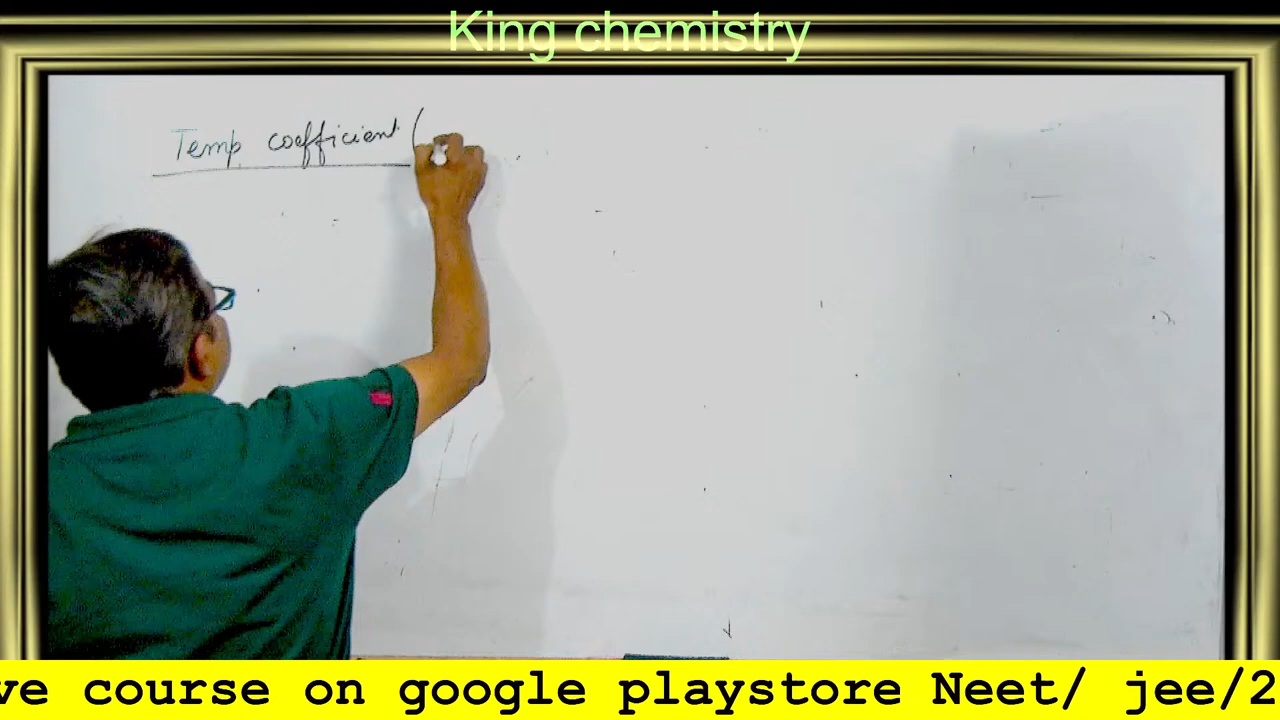 King chemistry
Temp coefficient (
ve course on google playstore Neet/ jee/2